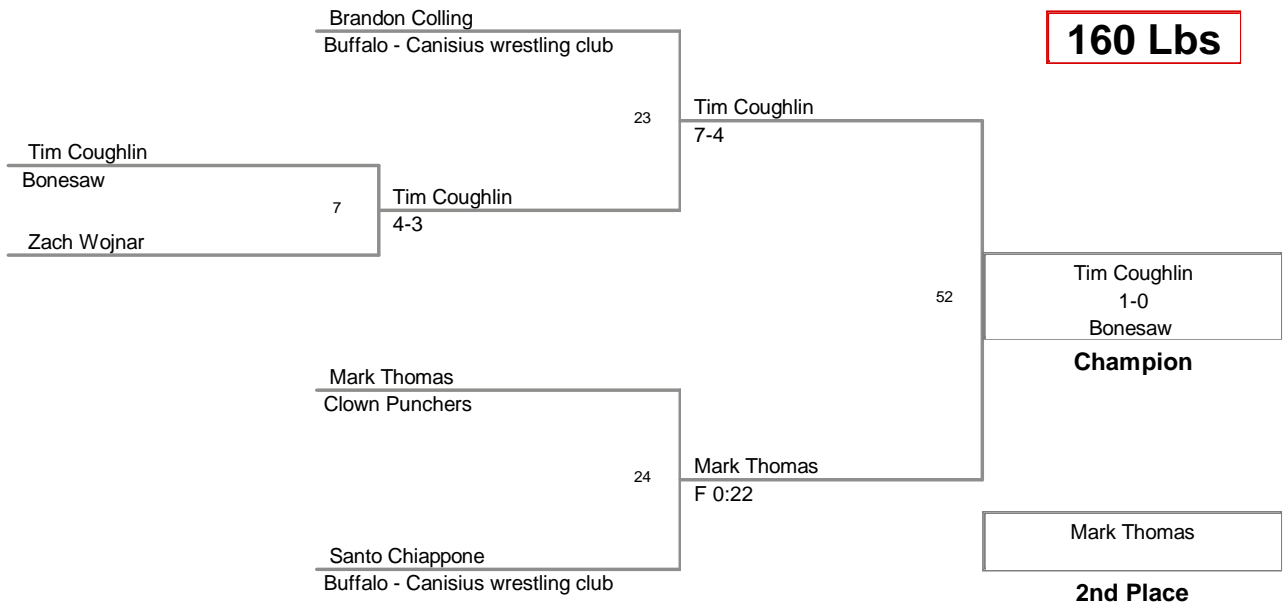 Brandon Colling
Buffalo - Canisius wrestling club
160 Lbs
23
Tim Coughlin
7-4
Tim Coughlin
Bonesaw
7
Tim Coughlin
4-3
Zach Wojnar
52
Tim Coughlin
1-0
Bonesaw
Champion
Mark Thomas
Clown Punchers
24
Mark Thomas
F 0:22
Santo Chiappone
Buffalo - Canisius wrestling club
Mark Thomas
2nd Place